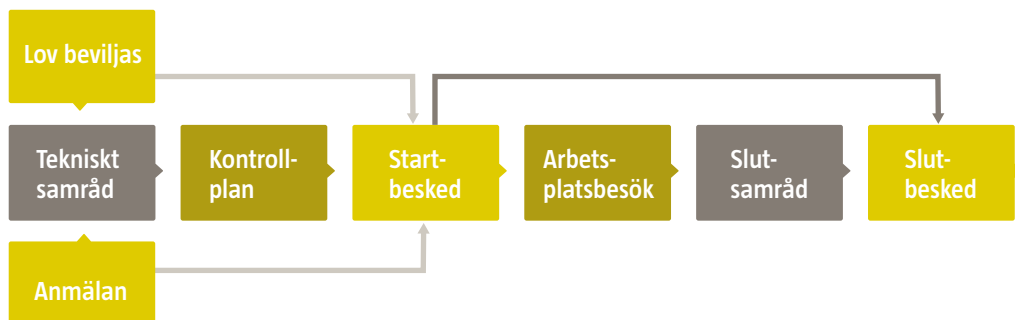 Lov beviljas
Tekniskt
samråd
Kontroll-
plan
Start-
besked
Arbets-
platsbesök
Slut-
samråd
Slut-
besked
Anmälan